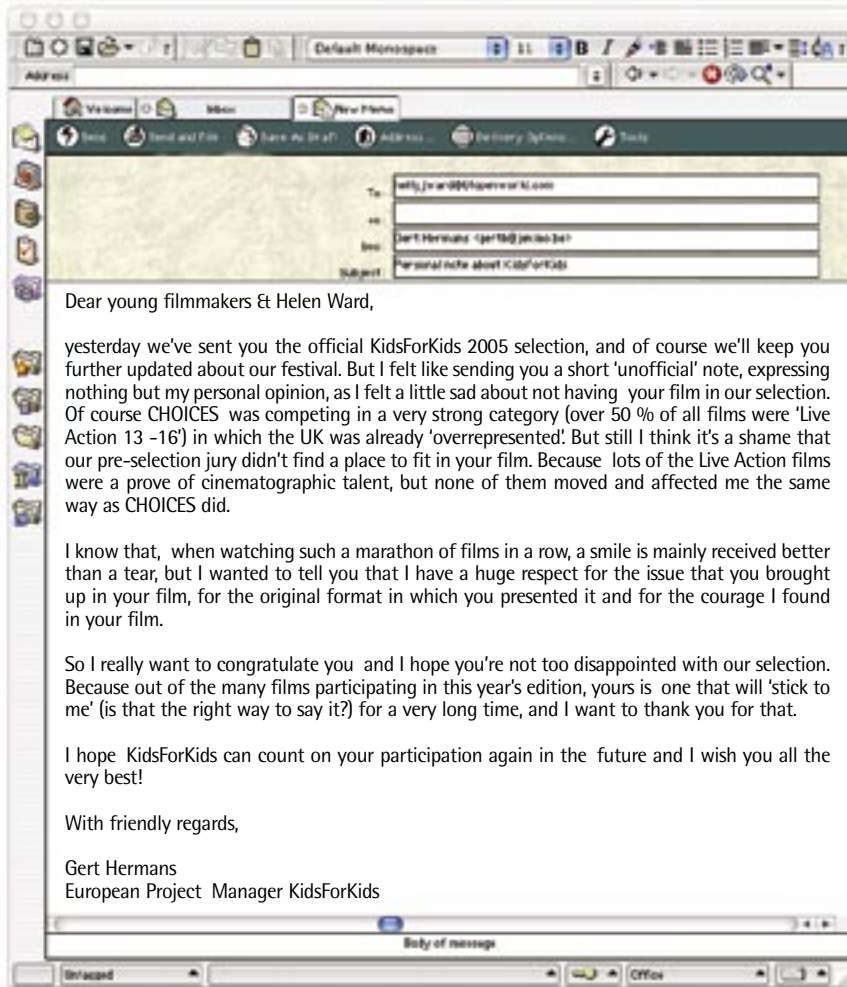 Default Monospace 11 B I
Address
Welcome Inbox New Memo
Send Send and File Save As Draft Address... Delivery Options... Tools
To:
cc:
Gert Hermans
Subject: Personal note about KidsForKids
Dear young filmmakers & Helen Ward,
yesterday we've sent you the official KidsForKids 2005 selection, and of course we'll keep you
further updated about our festival. But I felt like sending you a short 'unofficial' note, expressing
nothing but my personal opinion, as I felt a little sad about not having your film in our selection.
Of course CHOICES was competing in a very strong category (over 50 % of all films were 'Live
Action 13 -16') in which the UK was already 'overrepresented'. But still I think it's a shame that
our pre-selection jury didn't find a place to fit in your film. Because lots of the Live Action films
were a prove of cinematographic talent, but none of them moved and affected me the same
way as CHOICES did.
I know that, when watching such a marathon of films in a row, a smile is mainly received better
than a tear, but I wanted to tell you that I have a huge respect for the issue that you brought
up in your film, for the original format in which you presented it and for the courage I found
in your film.
So I really want to congratulate you and I hope you're not too disappointed with our selection.
Because out of the many films participating in this year's edition, yours is one that will 'stick to
me' (is that the right way to say it?) for a very long time, and I want to thank you for that.
I hope KidsForKids can count on your participation again in the future and I wish you all the
very best!
With friendly regards,
Gert Hermans
European Project Manager KidsForKids
Body of message
Untagged Office